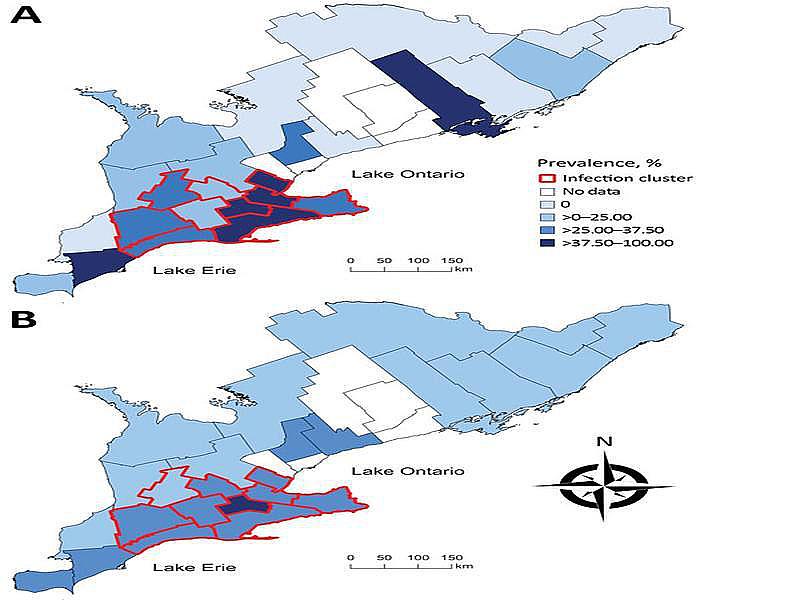 A
Lake Ontario
Prevalence, %
Infection cluster
No data
0
>0–25.00
>25.00–37.50
>37.50–100.00
Lake Erie
0 50 100 150
km
B
N
Lake Ontario
Lake Erie
0 50 100 150
km